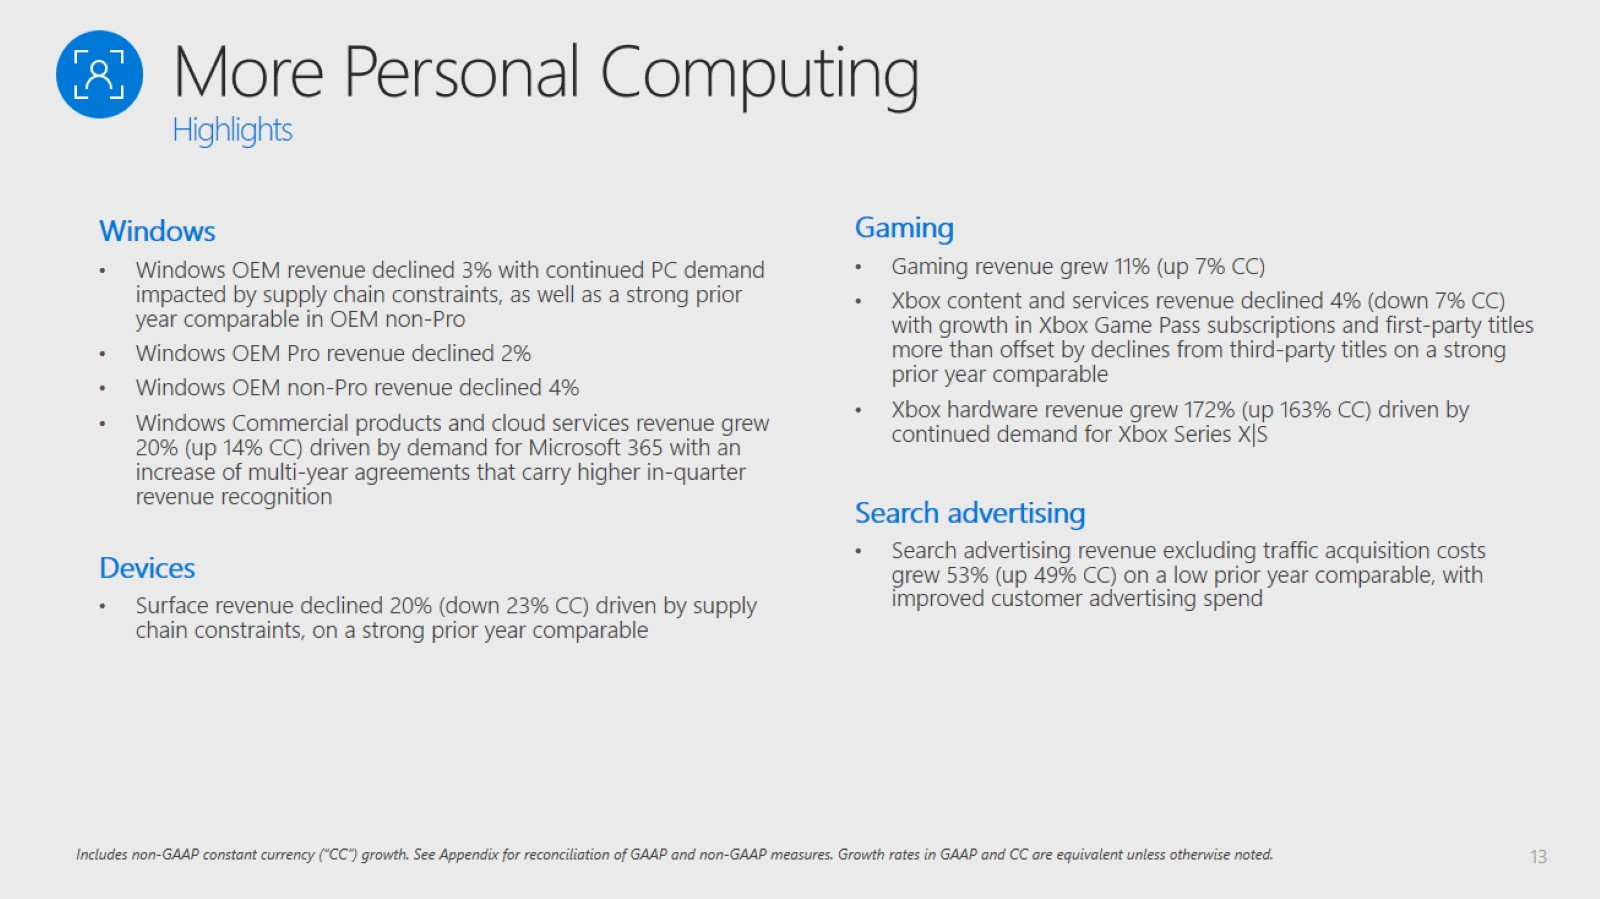 More Personal Computing
Highlights
Windows
• Windows OEM revenue declined 3% with continued PC demand
impacted by supply chain constraints, as well as a strong prior
year comparable in OEM non-Pro
• Windows OEM Pro revenue declined 2%
• Windows OEM non-Pro revenue declined 4%
• Windows Commercial products and cloud services revenue grew
20% (up 14% CC) driven by demand for Microsoft 365 with an
increase of multi-year agreements that carry higher in-quarter
revenue recognition
Devices
• Surface revenue declined 20% (down 23% CC) driven by supply
chain constraints, on a strong prior year comparable
Gaming
• Gaming revenue grew 11% (up 7% CC)
• Xbox content and services revenue declined 4% (down 7% CC)
with growth in Xbox Game Pass subscriptions and first-party titles
more than offset by declines from third-party titles on a strong
prior year comparable
• Xbox hardware revenue grew 172% (up 163% CC) driven by
continued demand for Xbox Series X|S
Search advertising
• Search advertising revenue excluding traffic acquisition costs
grew 53% (up 49% CC) on a low prior year comparable, with
improved customer advertising spend
Includes non-GAAP constant currency ("CC") growth. See Appendix for reconciliation of GAAP and non-GAAP measures. Growth rates in GAAP and CC are equivalent unless otherwise noted.
13